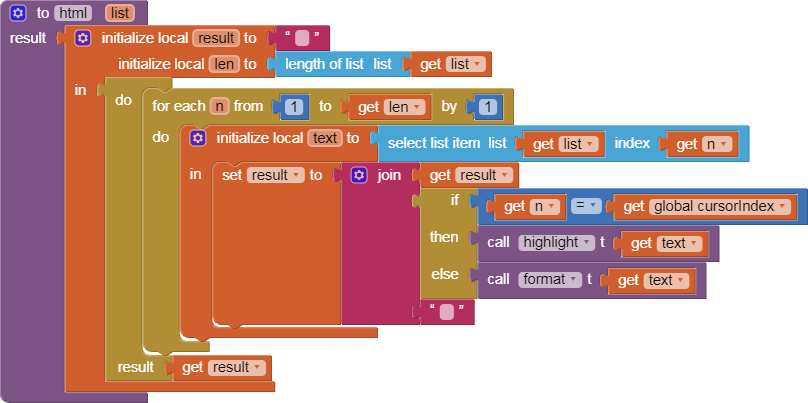 to html list
result initialize local result to “ ”
initialize local len to length of list list get list
in do for each n from 1 to get len by 1
do initialize local text to select list item list get list index get n
in set result to join get result
if get n = get global cursorIndex
then call highlight t get text
else call format t get text
“ ”
result get result